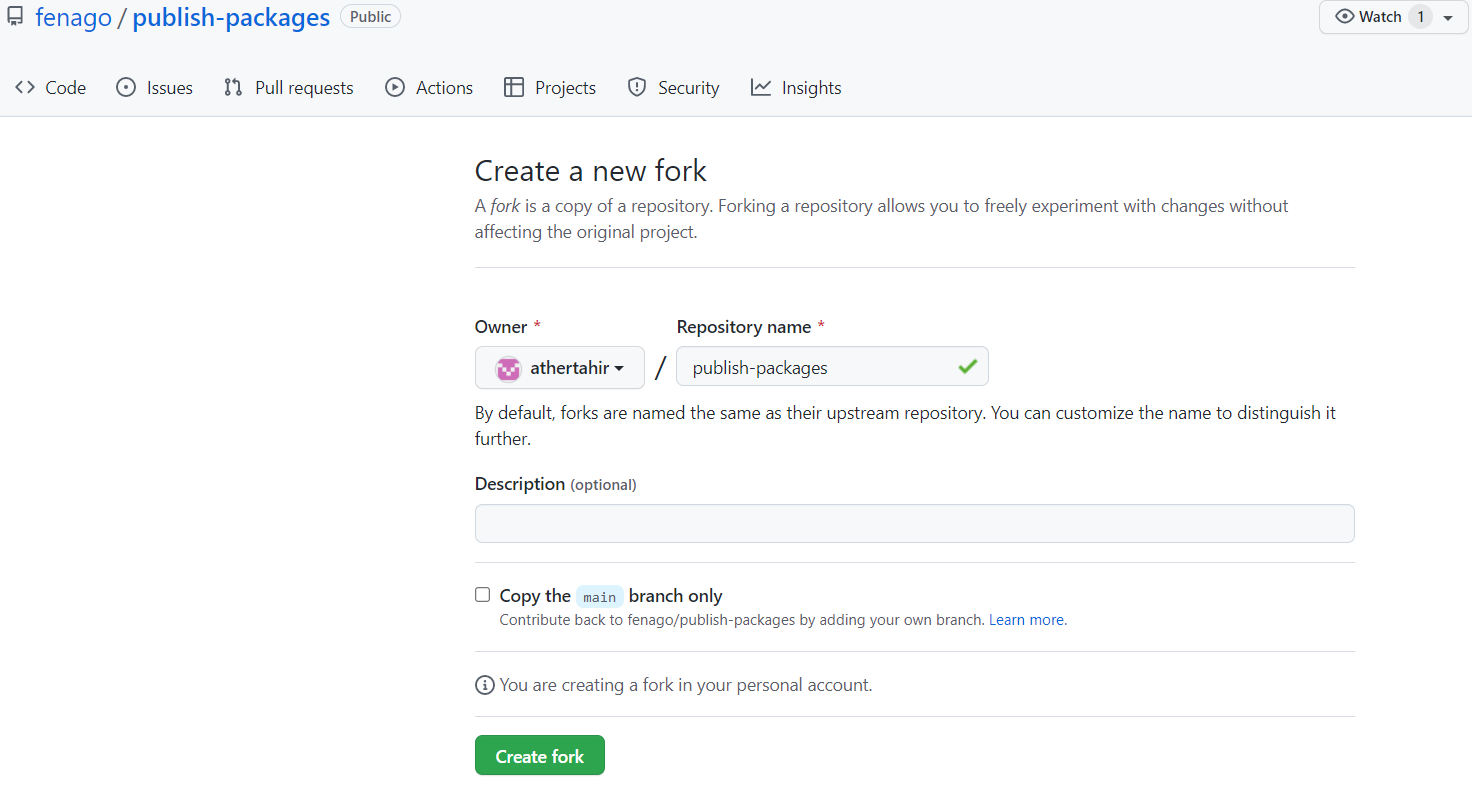 fenago / publish-packages Public Watch 1
Code Issues Pull requests Actions Projects Security Insights
Create a new fork
A fork is a copy of a repository. Forking a repository allows you to freely experiment with changes without
affecting the original project.
Owner * Repository name *
athertahir / publish-packages
By default, forks are named the same as their upstream repository. You can customize the name to distinguish it
further.
Description (optional)
Copy the main branch only
Contribute back to fenago/publish-packages by adding your own branch. Learn more.
You are creating a fork in your personal account.
Create fork